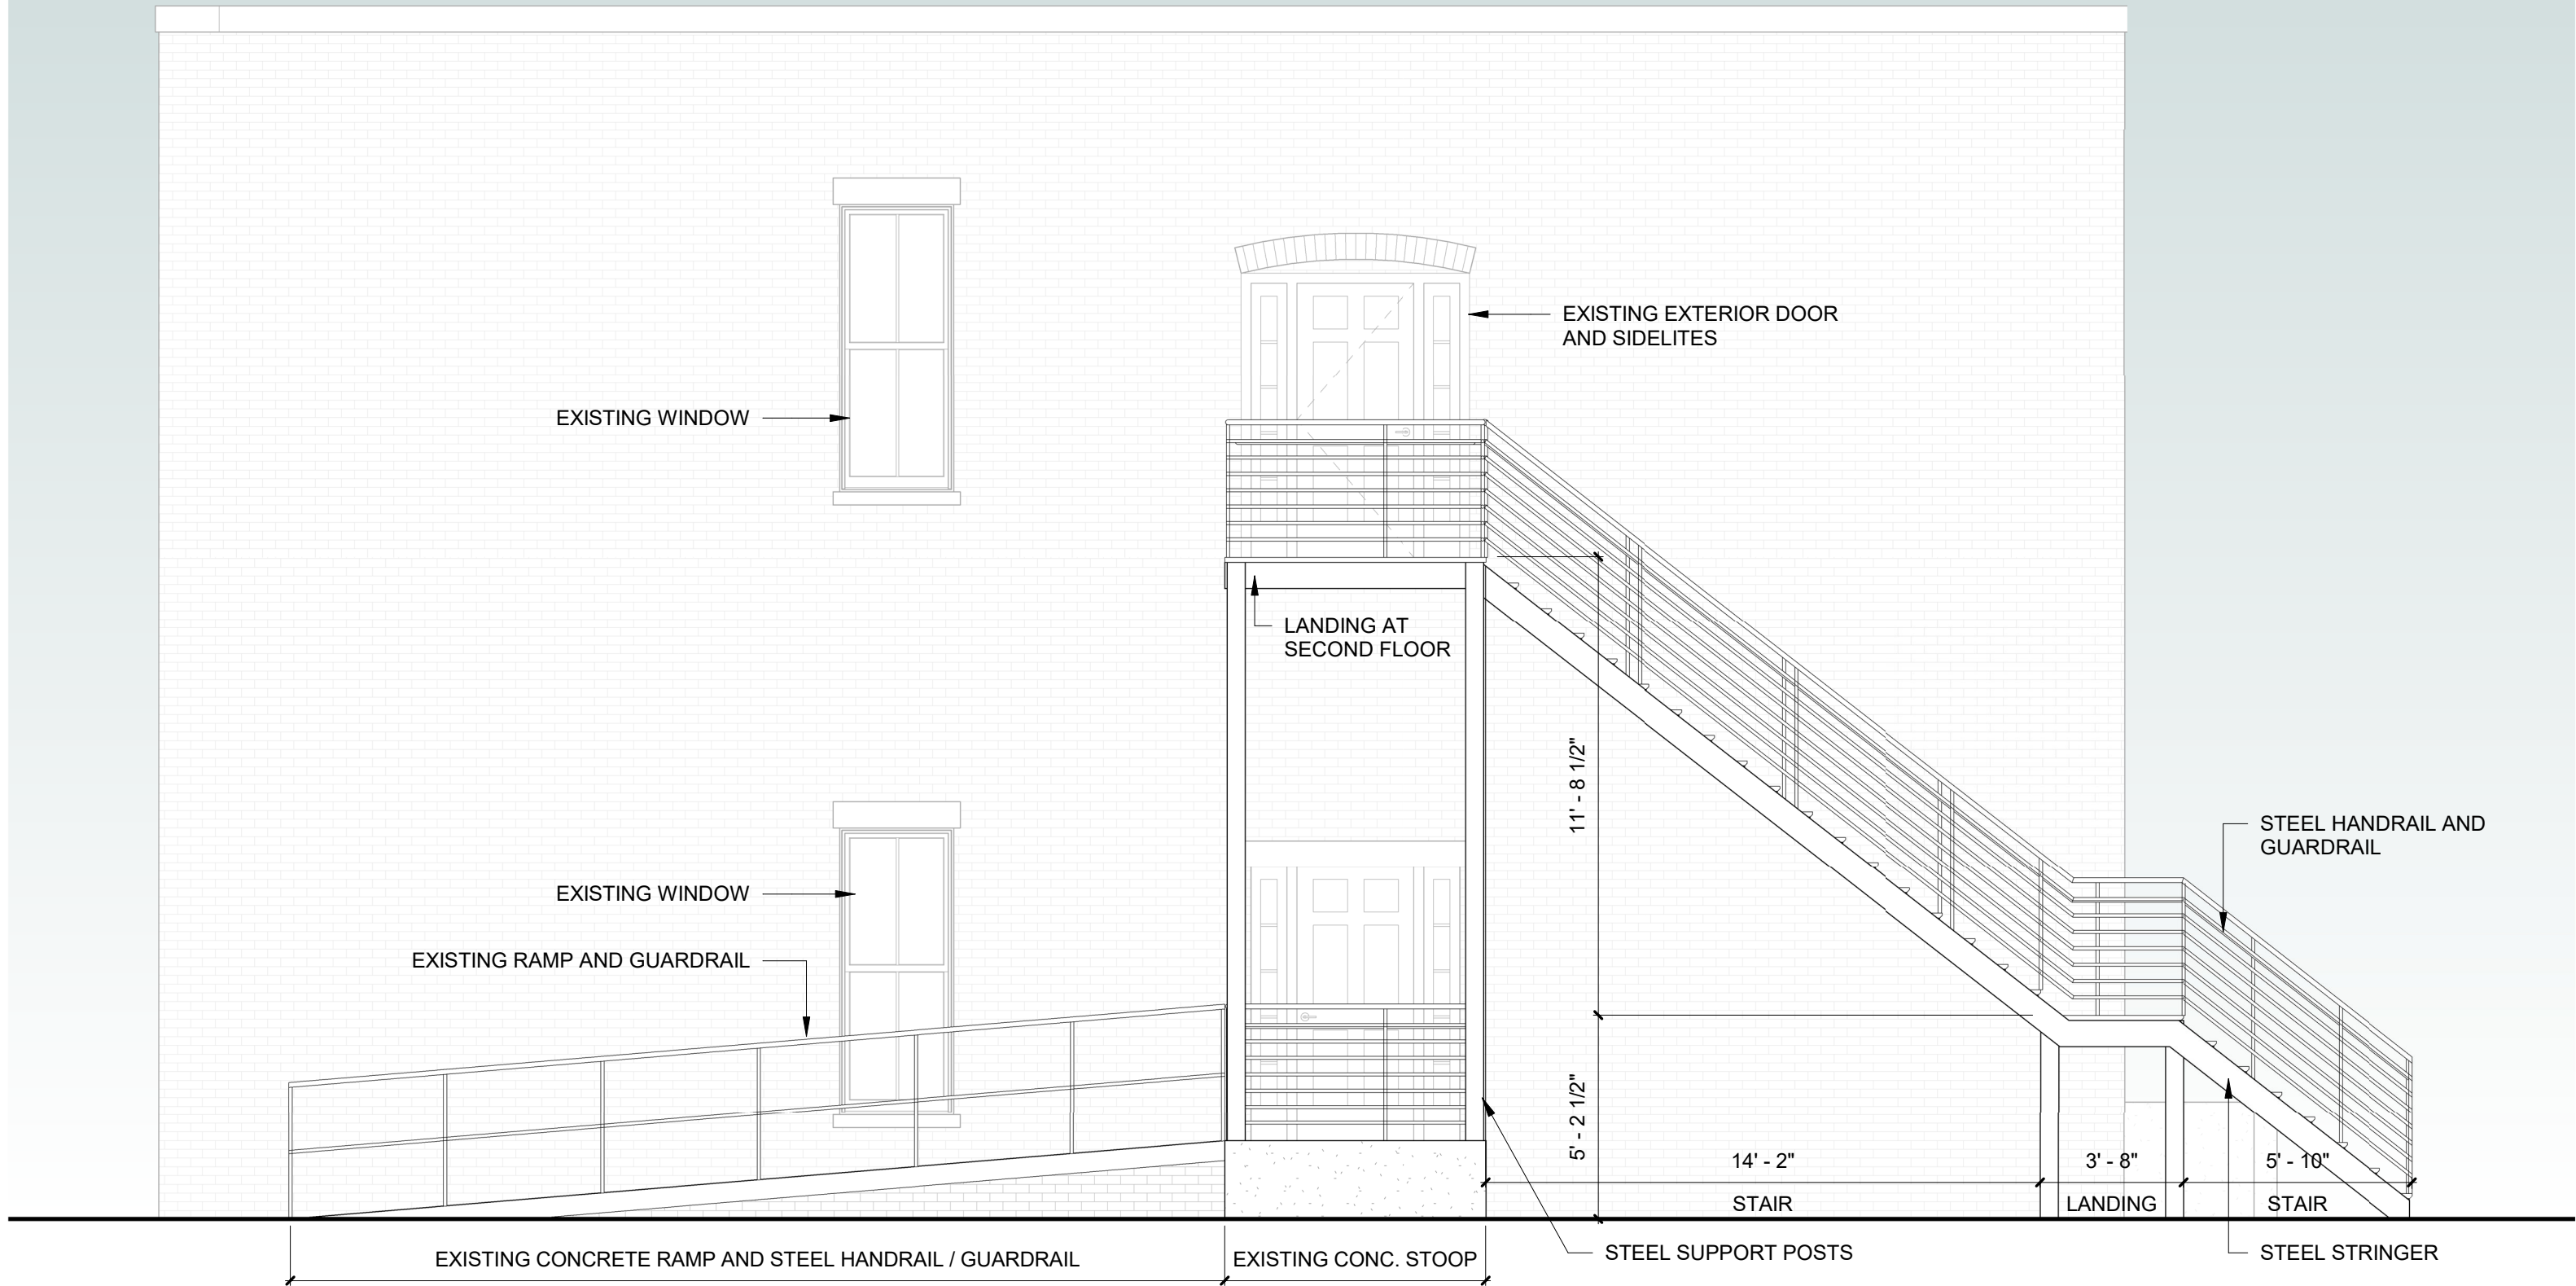 EXISTING EXTERIOR DOOR
AND SIDELITES
EXISTING WINDOW
LANDING AT
SECOND FLOOR
11' - 8 1/2"
STEEL HANDRAIL AND
GUARDRAIL
EXISTING WINDOW
EXISTING RAMP AND GUARDRAIL
5' - 2 1/2"
14' - 2"
3' - 8"
5' - 10"
STAIR
LANDING
STAIR
EXISTING CONCRETE RAMP AND STEEL HANDRAIL / GUARDRAIL
EXISTING CONC. STOOP
STEEL SUPPORT POSTS
STEEL STRINGER